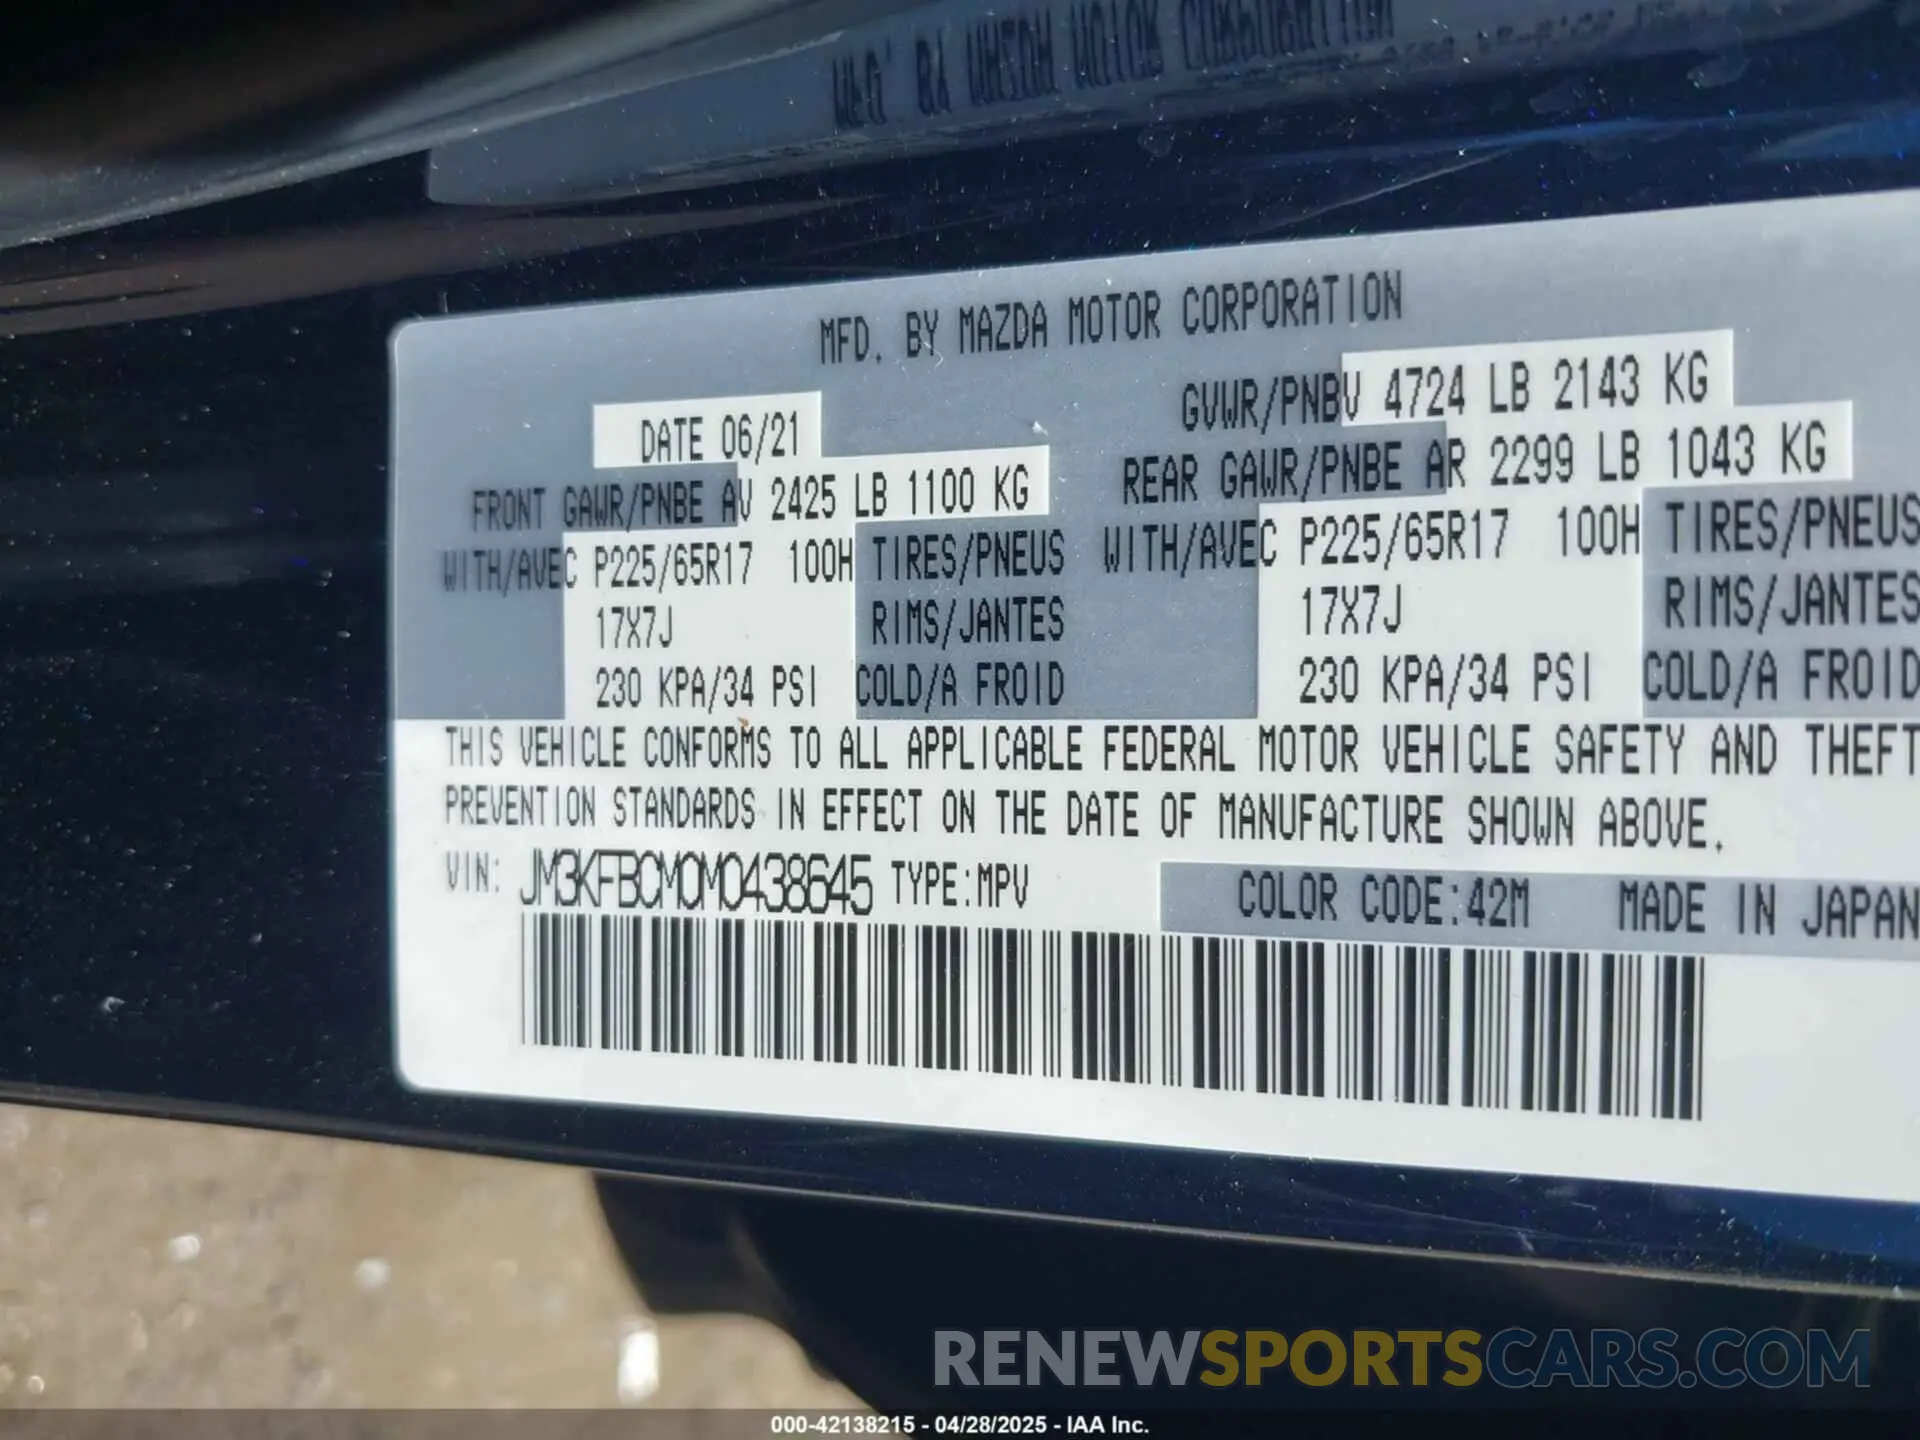 MFD. BY MAZDA MOTOR CORPORATION
DATE 06/21 GVWR/PNBV 4724 LB 2143 KG
FRONT GAWR/PNBE AV 2425 LB 1100 KG REAR GAWR/PNBE AR 2299 LB 1043 KG
WITH/AVEC P225/65R17 100H TIRES/PNEUS WITH/AVEC P225/65R17 100H TIRES/PNEUS
17X7J RIMS/JANTES 17X7J RIMS/JANTES
230 KPA/34 PSI COLD/A FROID 230 KPA/34 PSI COLD/A FROID
THIS VEHICLE CONFORMS TO ALL APPLICABLE FEDERAL MOTOR VEHICLE SAFETY AND THEFT
PREVENTION STANDARDS IN EFFECT ON THE DATE OF MANUFACTURE SHOWN ABOVE.
VIN: JM3KFBCM0M0438645 TYPE:MPV COLOR CODE:42M MADE IN JAPAN
RENEWSPORTSCARS.COM
000-42138215 - 04/28/2025 - IAA Inc.